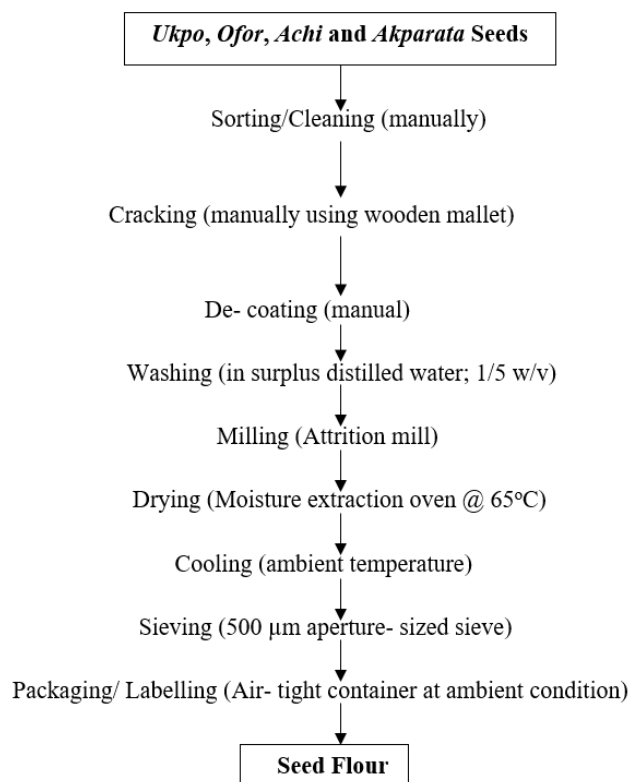 Ukpo, Ofor, Achi and Akparata Seeds
Sorting/Cleaning (manually)
Cracking (manually using wooden mallet)
De- coating (manual)
Washing (in surplus distilled water; 1/5 w/v)
Milling (Attrition mill)
Drying (Moisture extraction oven @ 65°C)
Cooling (ambient temperature)
Sieving (500 µm aperture- sized sieve)
Packaging/ Labelling (Air- tight container at ambient condition)
Seed Flour